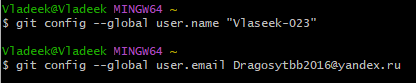 Vladeek@Vladeek MINGW64 ~
$ git config --global user.name "Vlaseek-023"
Vladeek@Vladeek MINGW64 ~
$ git config --global user.email Dragosytbb2016@yandex.ru